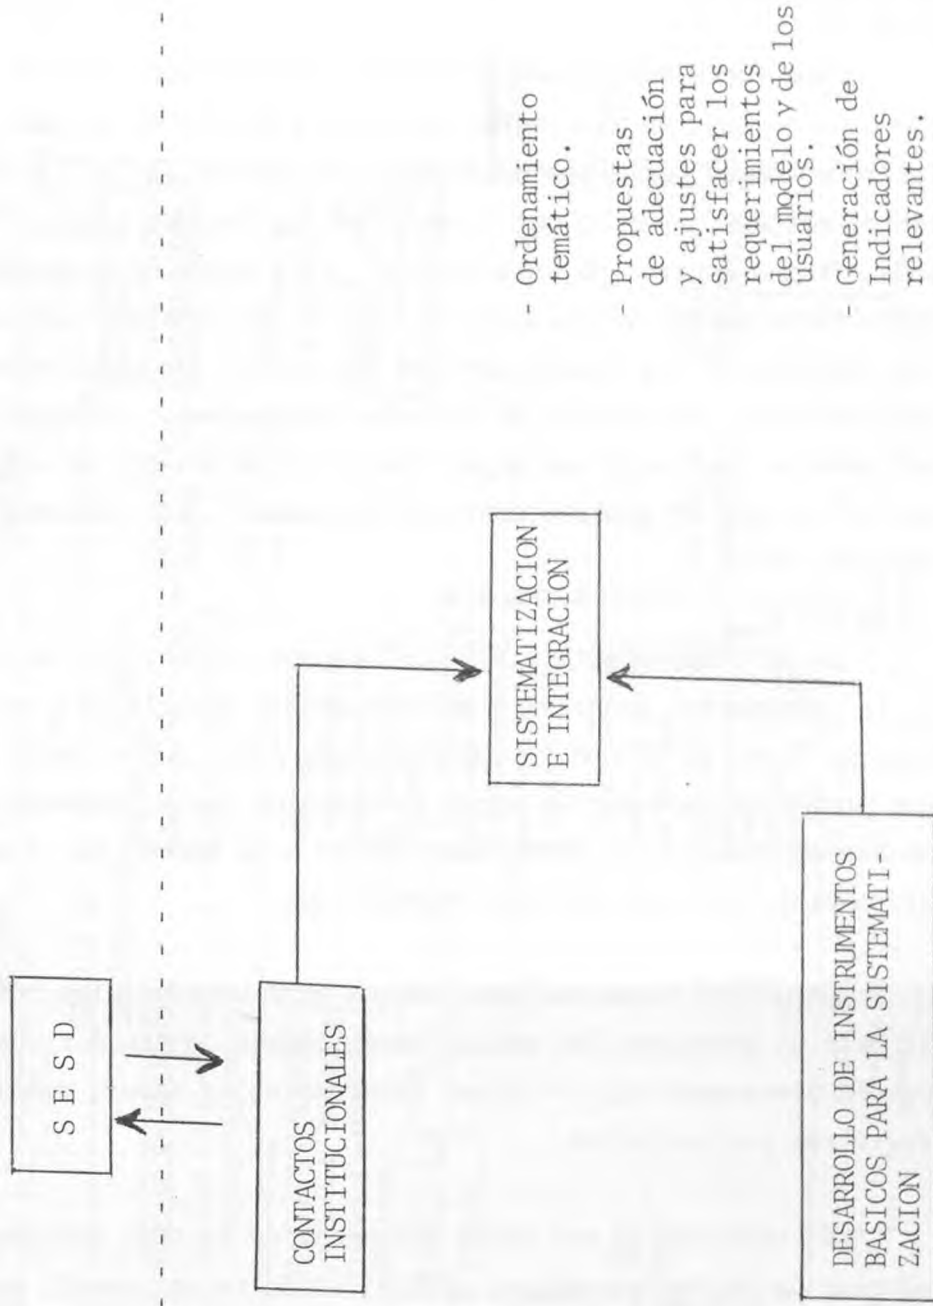 S E S D
CONTACTOS
INSTITUCIONALES
SISTEMATIZACION
E INTEGRACION
DESARROLLO DE INSTRUMENTOS
BASICOS PARA LA SISTEMATI-
ZACION
- Ordenamiento
temático.
- Propuestas
de adecuación
y ajustes para
satisfacer los
requerimientos
del modelo y de los
usuarios.
- Generación de
Indicadores
relevantes.